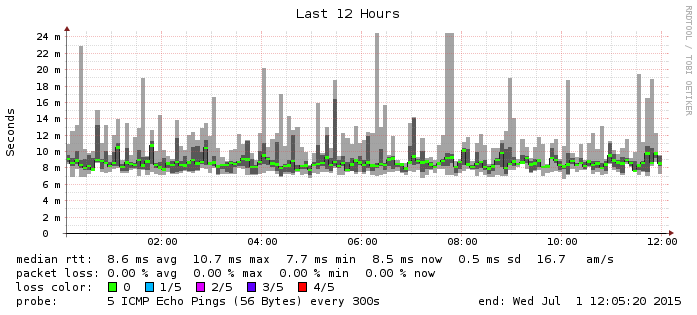 Last 12 Hours
RRDTOOL / TOBI OETIKER
Seconds
24 m
22 m
20 m
18 m
16 m
14 m
12 m
10 m
8 m
6 m
4 m
2 m
0
02:00 04:00 06:00 08:00 10:00 12:00
median rtt: 8.6 ms avg 10.7 ms max 7.7 ms min 8.5 ms now 0.5 ms sd 16.7 am/s
packet loss: 0.00 % avg 0.00 % max 0.00 % min 0.00 % now
loss color: 0 1/5 2/5 3/5 4/5
probe: 5 ICMP Echo Pings (56 Bytes) every 300s end: Wed Jul 1 12:05:20 2015